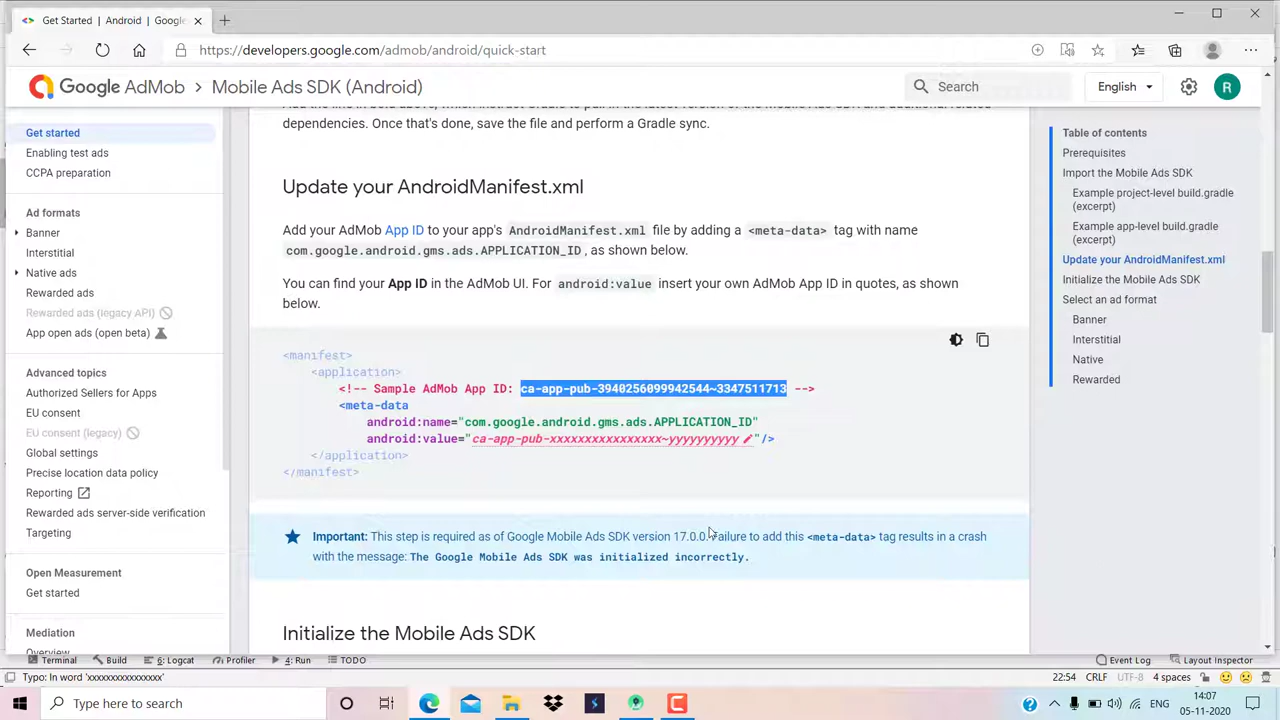 Get Started | Android | Google
https://developers.google.com/admob/android/quick-start
Google AdMob > Mobile Ads SDK (Android)
Search
English
R
Get started
Enabling test ads
CCPA preparation
Ad formats
Banner
Interstitial
Native ads
Rewarded ads
Rewarded ads (legacy API)
App open ads (open beta)
Advanced topics
Authorized Sellers for Apps
EU consent
EU consent (legacy)
Global settings
Precise location data policy
Reporting
Rewarded ads server-side verification
Targeting
Open Measurement
Get started
Mediation
Overview
dependencies. Once that's done, save the file and perform a Gradle sync.
Update your AndroidManifest.xml
Add your AdMob App ID to your app's AndroidManifest.xml file by adding a <meta-data> tag with name
com.google.android.gms.ads.APPLICATION_ID, as shown below.
You can find your App ID in the AdMob UI. For android:value insert your own AdMob App ID in quotes, as shown
below.
<manifest>
<application>
<!-- Sample AdMob App ID: ca-app-pub-3940256099942544~3347511713 -->
<meta-data
android:name="com.google.android.gms.ads.APPLICATION_ID"
android:value="ca-app-pub-xxxxxxxxxxxxxxxx~yyyyyyyyyy"/>
</application>
</manifest>
Important: This step is required as of Google Mobile Ads SDK version 17.0.0. Failure to add this <meta-data> tag results in a crash
with the message: The Google Mobile Ads SDK was initialized incorrectly.
Initialize the Mobile Ads SDK
Table of contents
Prerequisites
Import the Mobile Ads SDK
Example project-level build.gradle
(excerpt)
Example app-level build.gradle
(excerpt)
Update your AndroidManifest.xml
Initialize the Mobile Ads SDK
Select an ad format
Banner
Interstitial
Native
Rewarded
Terminal
Build
6: Logcat
Profiler
4: Run
TODO
Event Log
Layout Inspector
Typo: In word 'xxxxxxxxxxxxxxxx'
22:54 CRLF UTF-8 4 spaces
Type here to search
ENG
14:07
05-11-2020